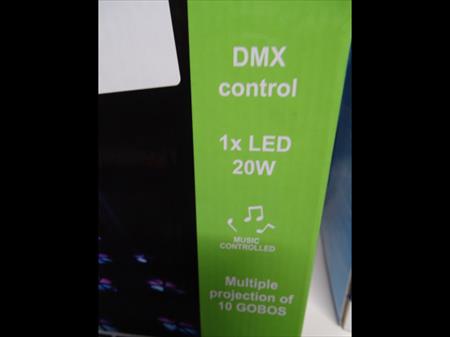 DMX
control
1x LED
20W
MUSIC
CONTROLLED
Multiple
projection of
10 GOBOS